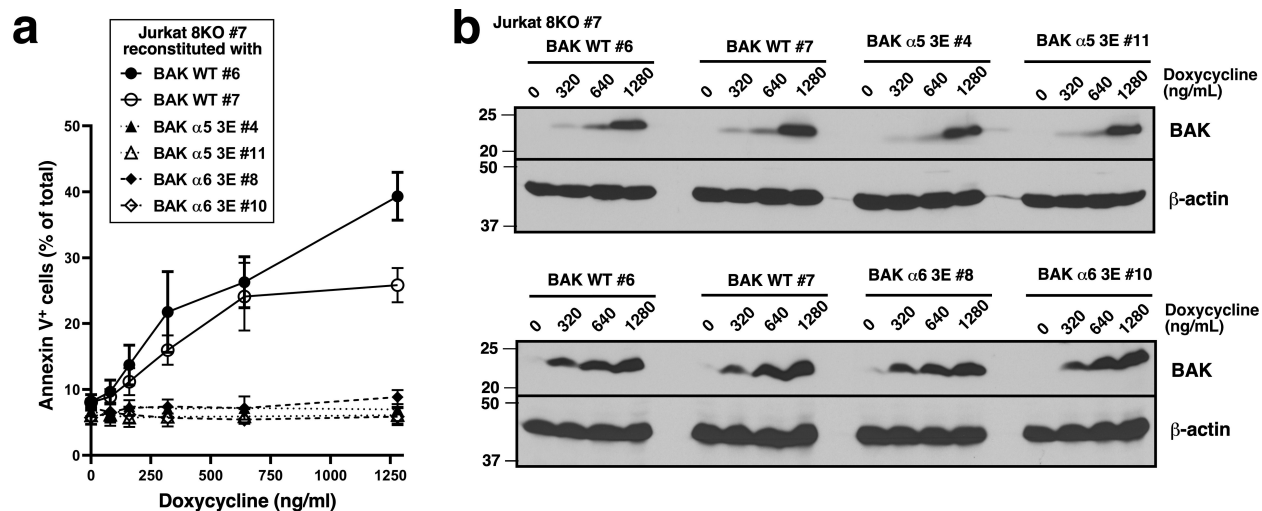 a
Jurkat 8KO #7
reconstituted with
BAK WT #6
BAK WT #7
BAK α5 3E #4
BAK α5 3E #11
BAK α6 3E #8
BAK α6 3E #10
Annexin V⁺ cells (% of total)
50
40
30
20
10
0
0 250 500 750 1000 1250
Doxycycline (ng/ml)
b
Jurkat 8KO #7
BAK WT #6 BAK WT #7 BAK α5 3E #4 BAK α5 3E #11
0 320 640 1280 0 320 640 1280 0 320 640 1280 0 320 640 1280
Doxycycline
(ng/mL)
25
20
BAK
50
37
β-actin
BAK WT #6 BAK WT #7 BAK α6 3E #8 BAK α6 3E #10
0 320 640 1280 0 320 640 1280 0 320 640 1280 0 320 640 1280
Doxycycline
(ng/mL)
25
20
BAK
50
37
β-actin